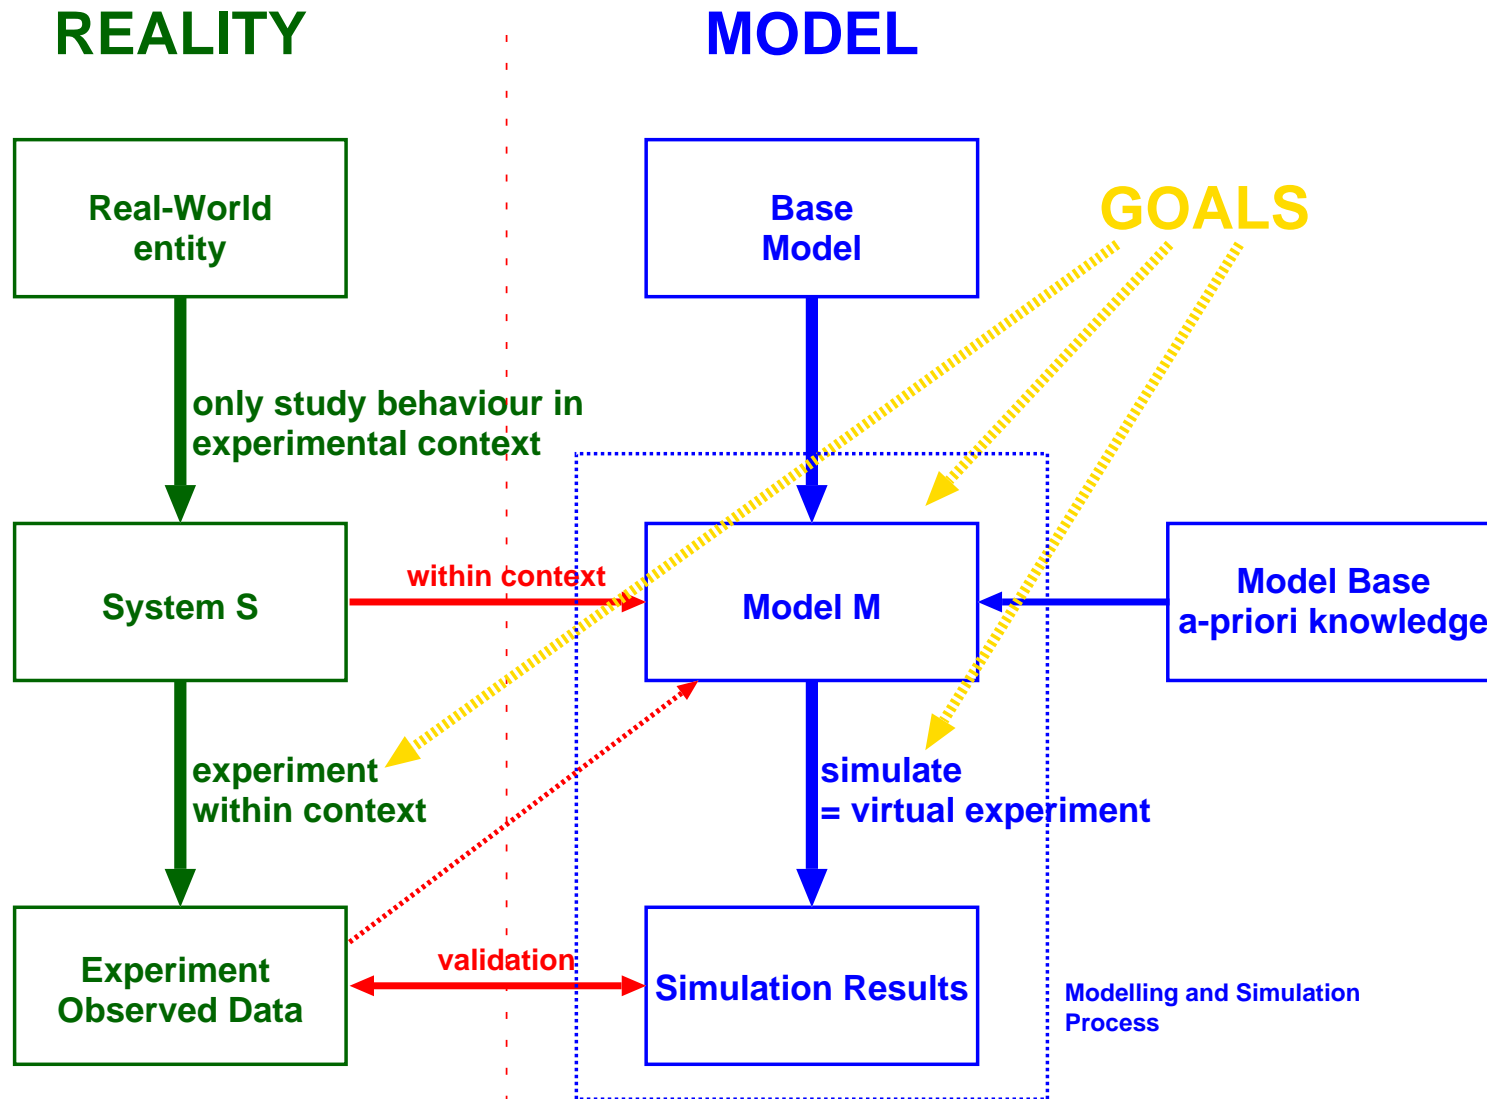 REALITY
MODEL
Real-World
entity
Base
Model
GOALS
only study behaviour in
experimental context
within context
System S
Model M
Model Base
a-priori knowledge
experiment
within context
simulate
= virtual experiment
validation
Experiment
Observed Data
Simulation Results
Modelling and Simulation
Process